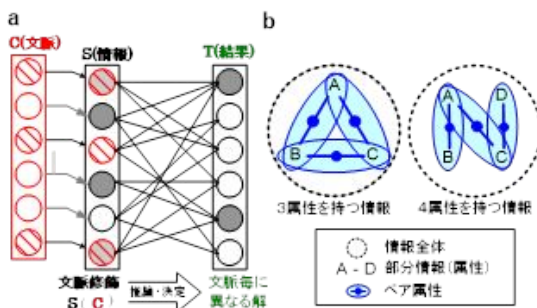 a
C(文脈)
S(情報)
T(結果)
文脈修飾
S(C)
推論・決定
文脈毎に
異なる解
b
A
B
C
3属性を持つ情報
A
D
B
C
4属性を持つ情報
情報全体
A - D 部分情報(属性)
ペア属性